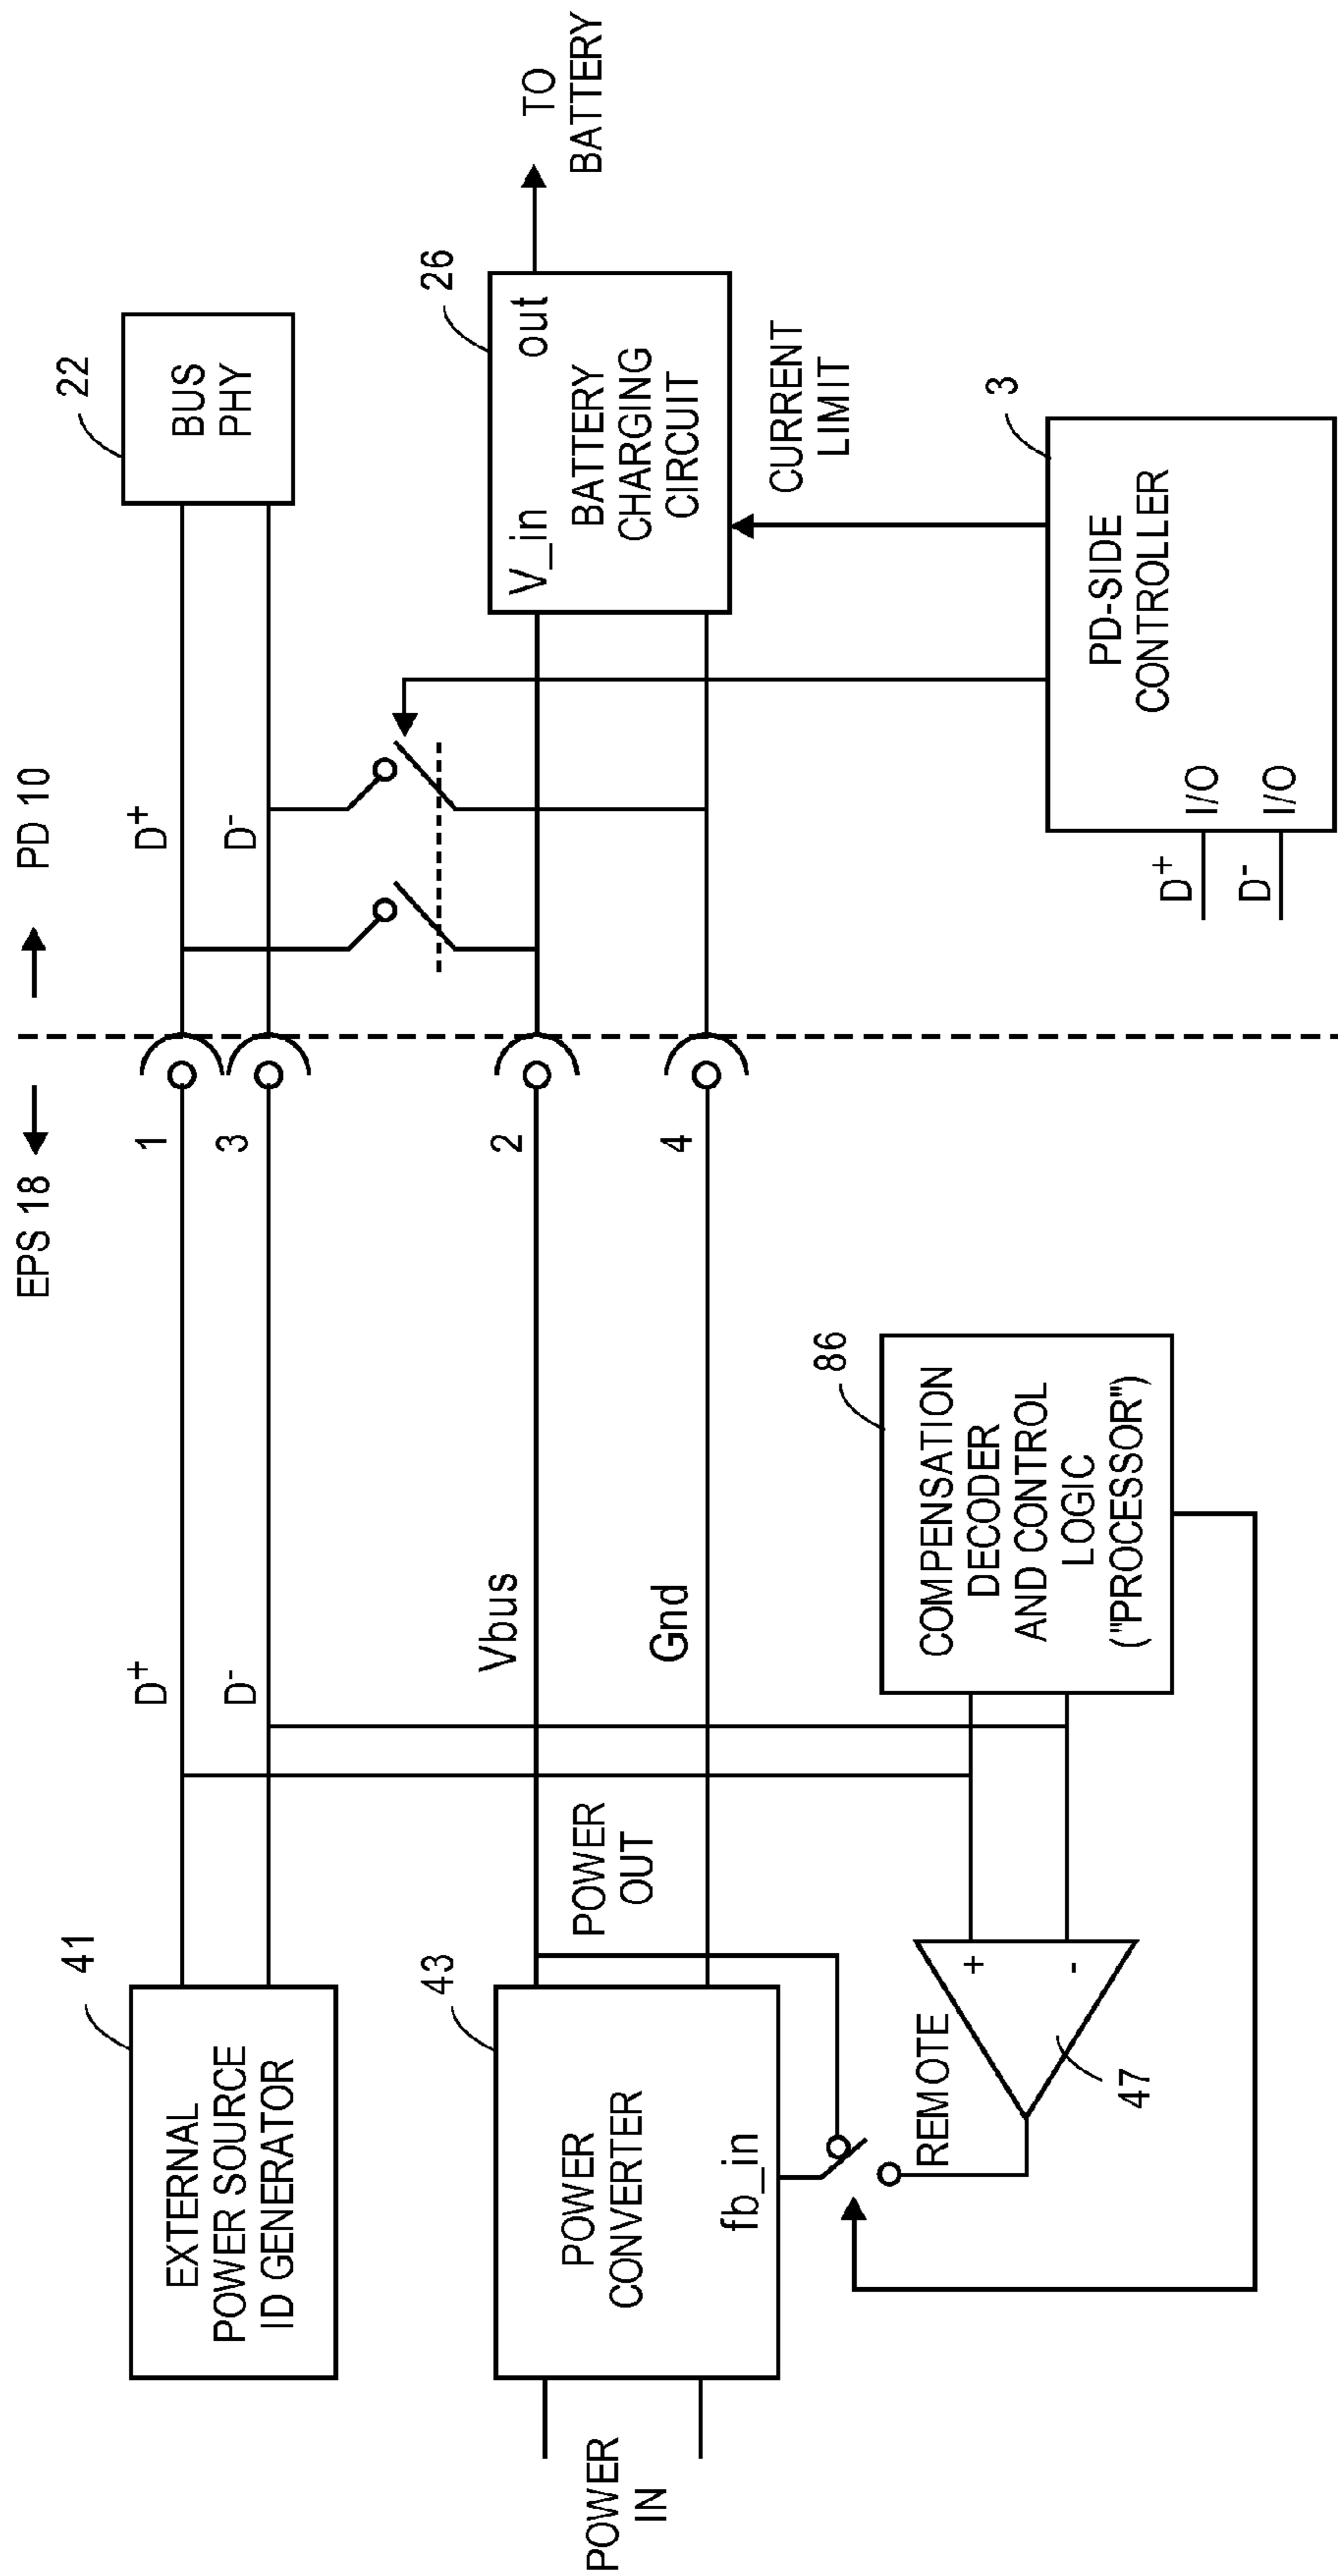 EPS 18
PD 10
41
EXTERNAL
POWER SOURCE
ID GENERATOR
D+
D-
1
3
D+
D-
22
BUS
PHY
POWER
IN
43
POWER
CONVERTER
fb_in
POWER
OUT
Vbus
Gnd
2
4
V_in
out
BATTERY
CHARGING
CIRCUIT
26
TO
BATTERY
CURRENT
LIMIT
REMOTE
+
-
47
86
COMPENSATION
DECODER
AND CONTROL
LOGIC
("PROCESSOR")
D+
D-
I/O
I/O
PD-SIDE
CONTROLLER
3